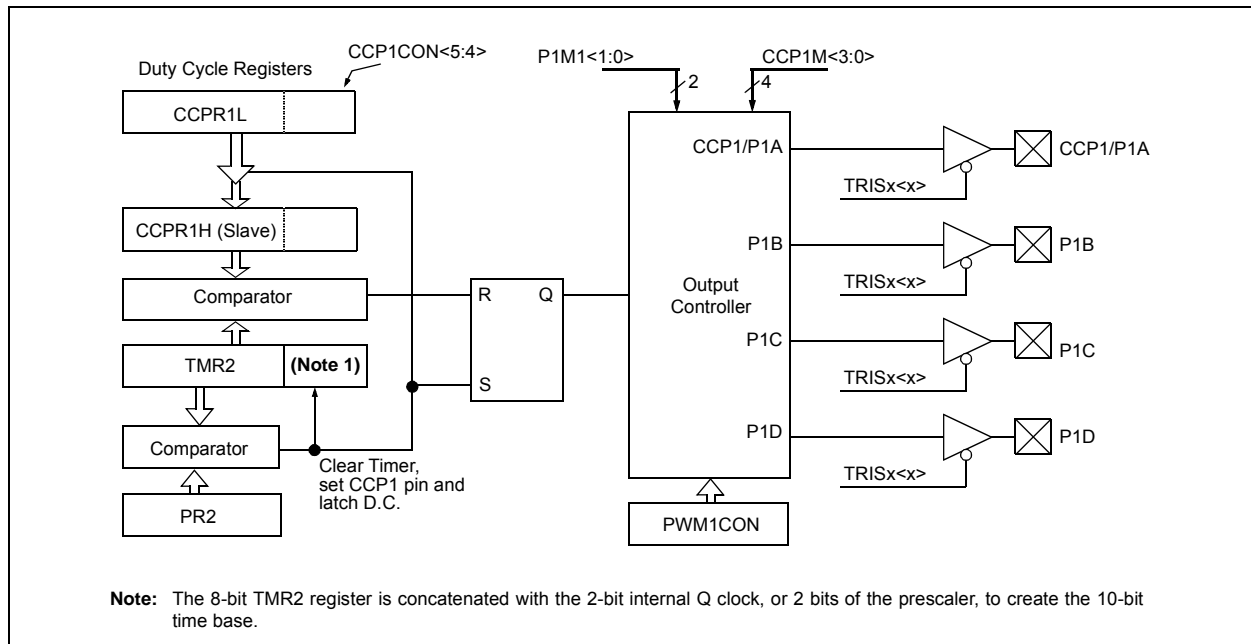 CCP1CON<5:4>
Duty Cycle Registers
CCPR1L
CCPR1H (Slave)
Comparator
TMR2
(Note 1)
Comparator
PR2
Clear Timer,
set CCP1 pin and
latch D.C.
R
Q
S
P1M1<1:0>
2
CCP1M<3:0>
4
Output
Controller
CCP1/P1A
P1B
P1C
P1D
PWM1CON
TRISx<x>
CCP1/P1A
TRISx<x>
P1B
TRISx<x>
P1C
TRISx<x>
P1D
Note: The 8-bit TMR2 register is concatenated with the 2-bit internal Q clock, or 2 bits of the prescaler, to create the 10-bit
time base.